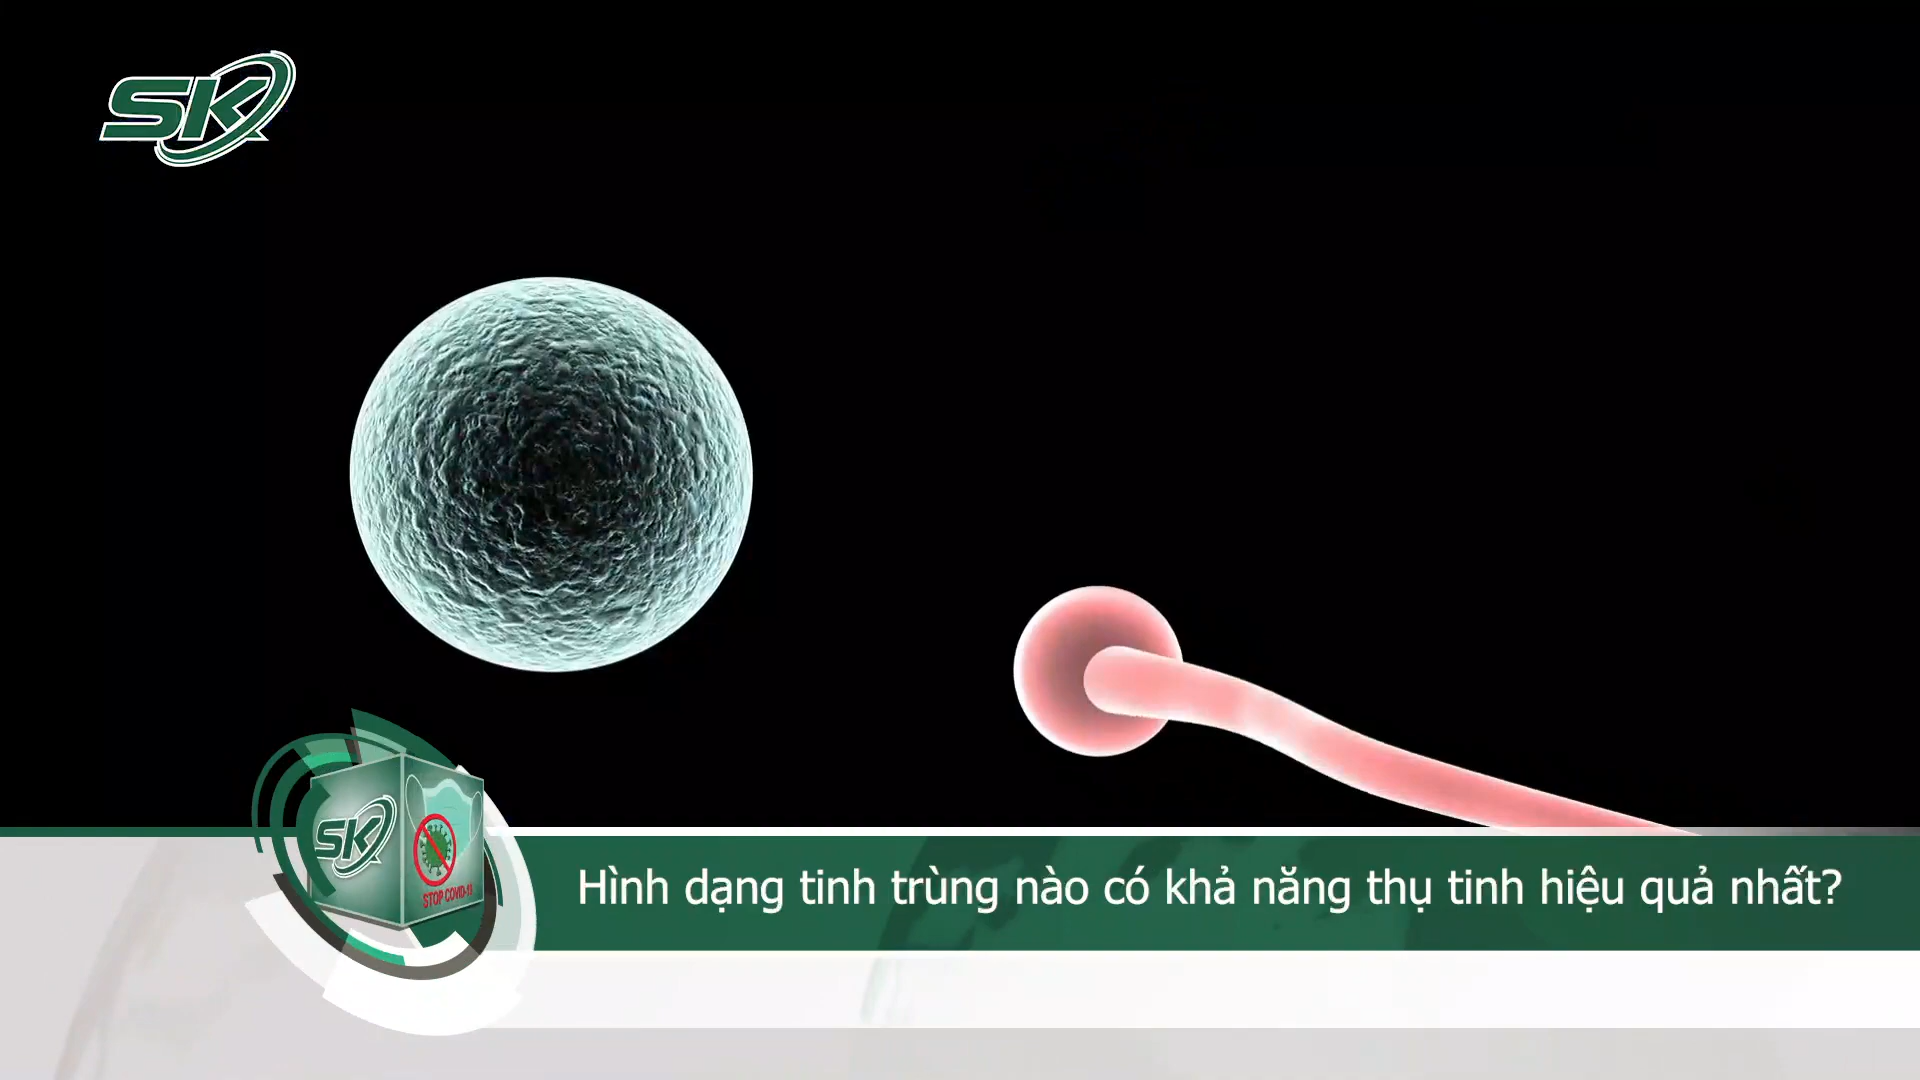 SK
SK
STOP COVID-19
Hình dạng tinh trùng nào có khả năng thụ tinh hiệu quả nhất?